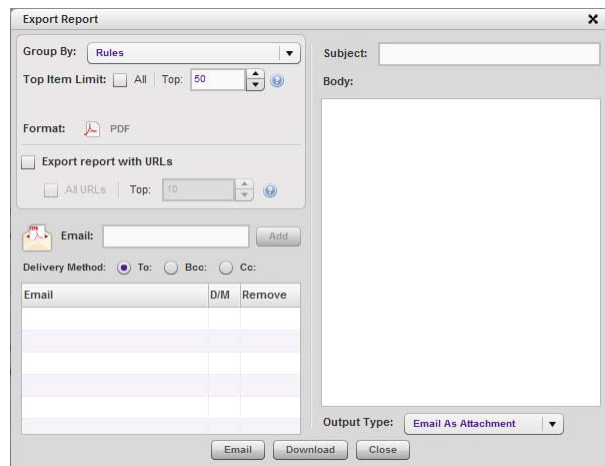 Export Report
Group By: Rules
Top Item Limit: All Top: 50
Format: PDF
Export report with URLs
All URLs Top: 10
Email: Add
Delivery Method: To: Bcc: Cc:
Email D/M Remove
Subject:
Body:
Output Type: Email As Attachment
Email Download Close